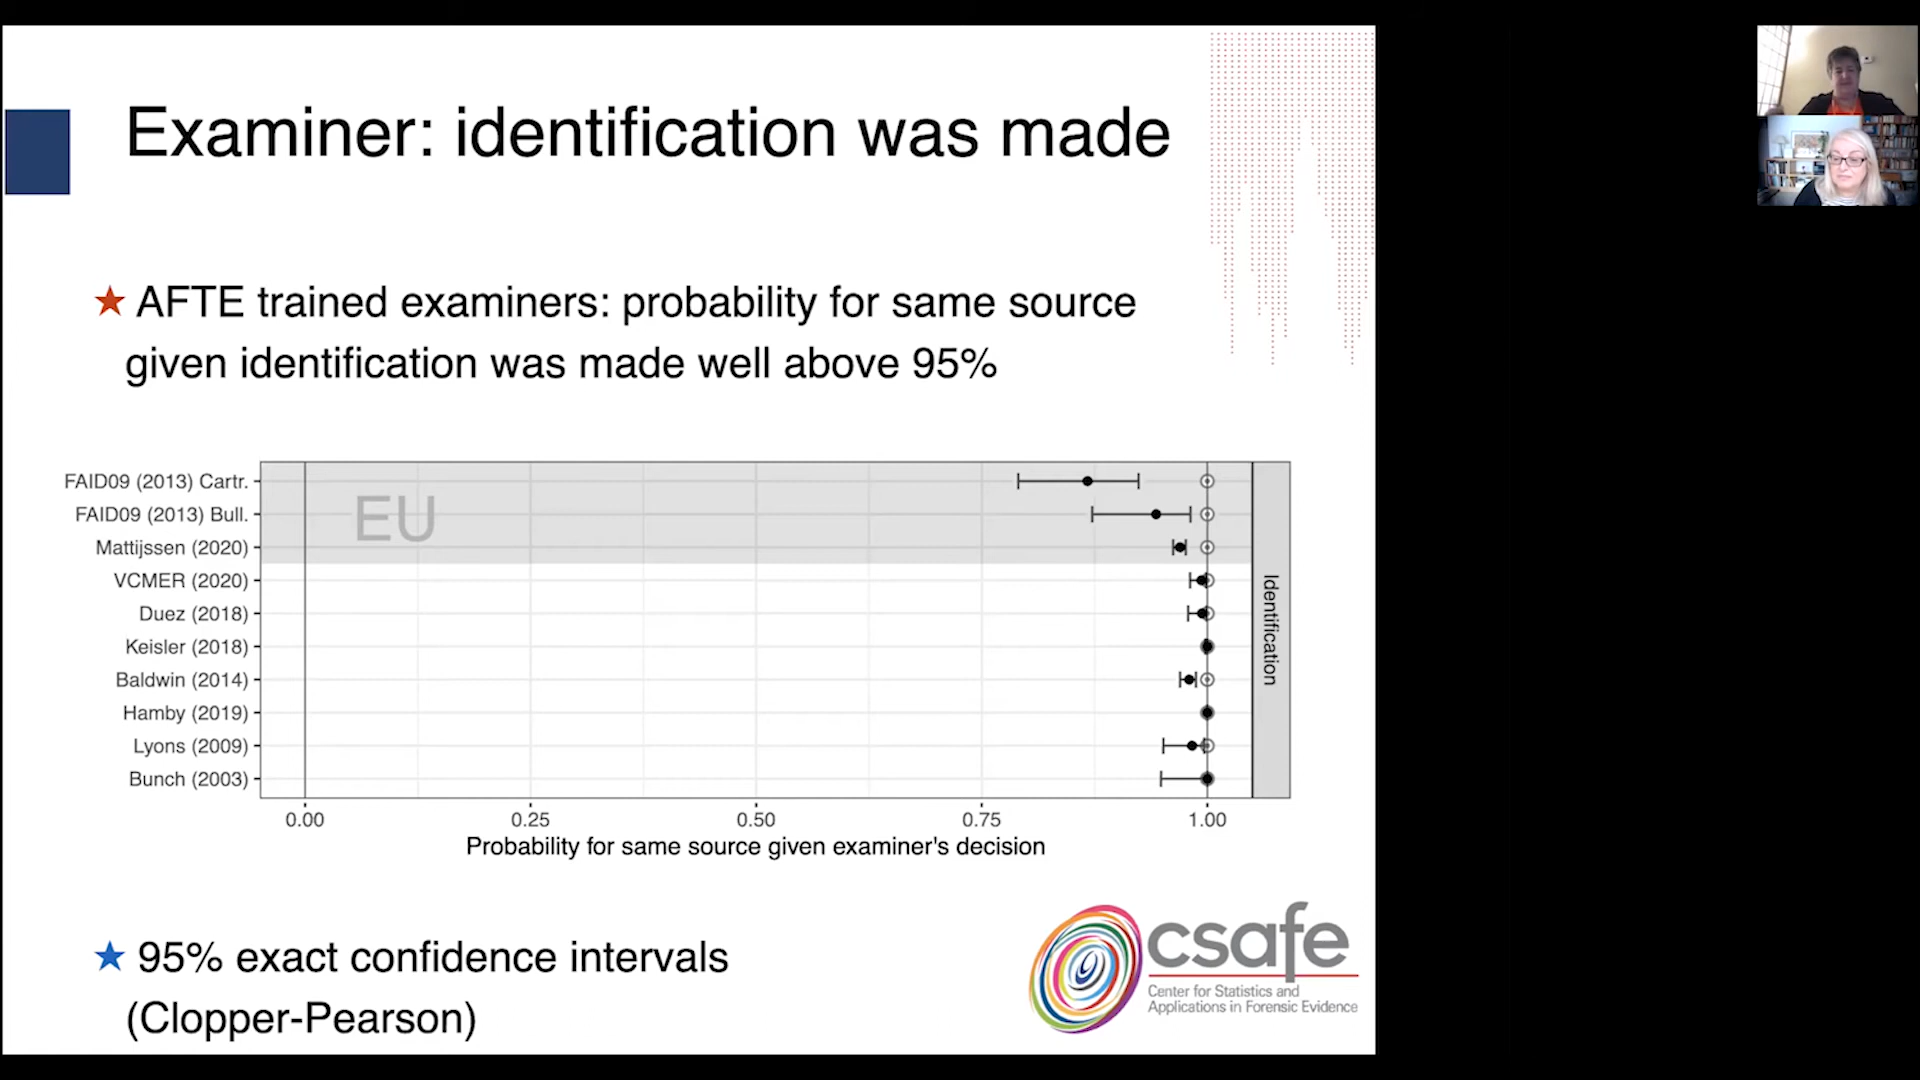 Examiner: identification was made
AFTE trained examiners: probability for same source
given identification was made well above 95%
FAID09 (2013) Cartr.
FAID09 (2013) Bull.
Mattijssen (2020)
VCMER (2020)
Duez (2018)
Keisler (2018)
Baldwin (2014)
Hamby (2019)
Lyons (2009)
Bunch (2003)
EU
Identification
0.00 0.25 0.50 0.75 1.00
Probability for same source given examiner's decision
95% exact confidence intervals
(Clopper-Pearson)
csafe
Center for Statistics and
Applications in Forensic Evidence